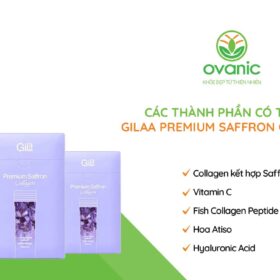 ovanic
KHỎE ĐẸP TỪ THIÊN NHIÊN
CÁC THÀNH PHẦN CÓ T
GILAA PREMIUM SAFFRON
Collagen kết hợp Saff
Vitamin C
Fish Collagen Peptide
Hoa Atiso
Hyaluronic Acid
Premium Saffron
Collagen